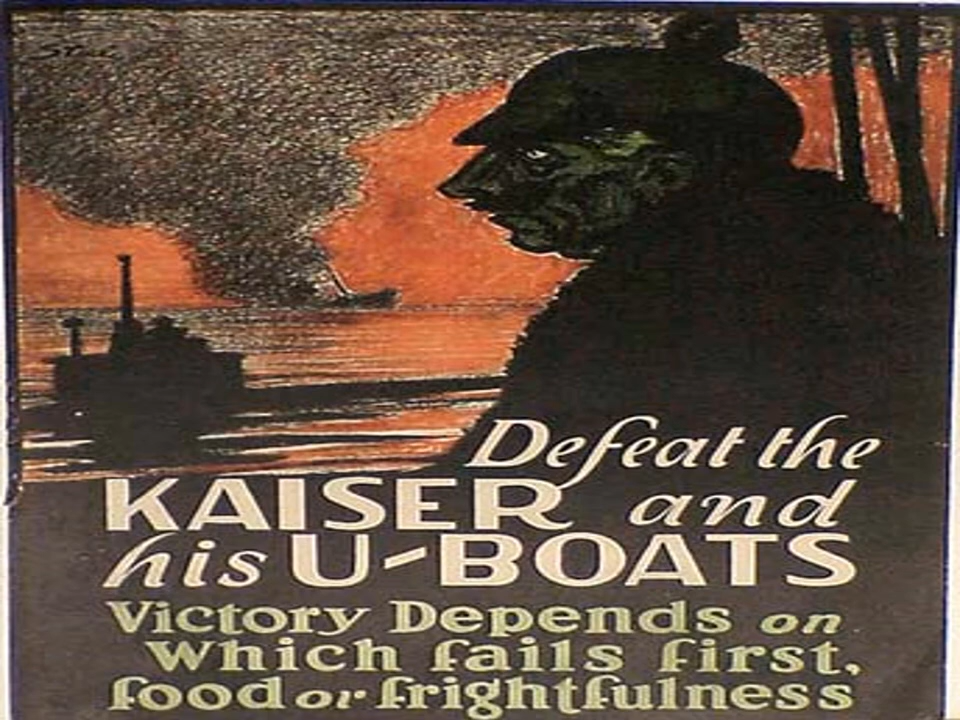 Defeat the
KAISER and
his U-BOATS
Victory Depends on
Which fails first,
food or frightfulness